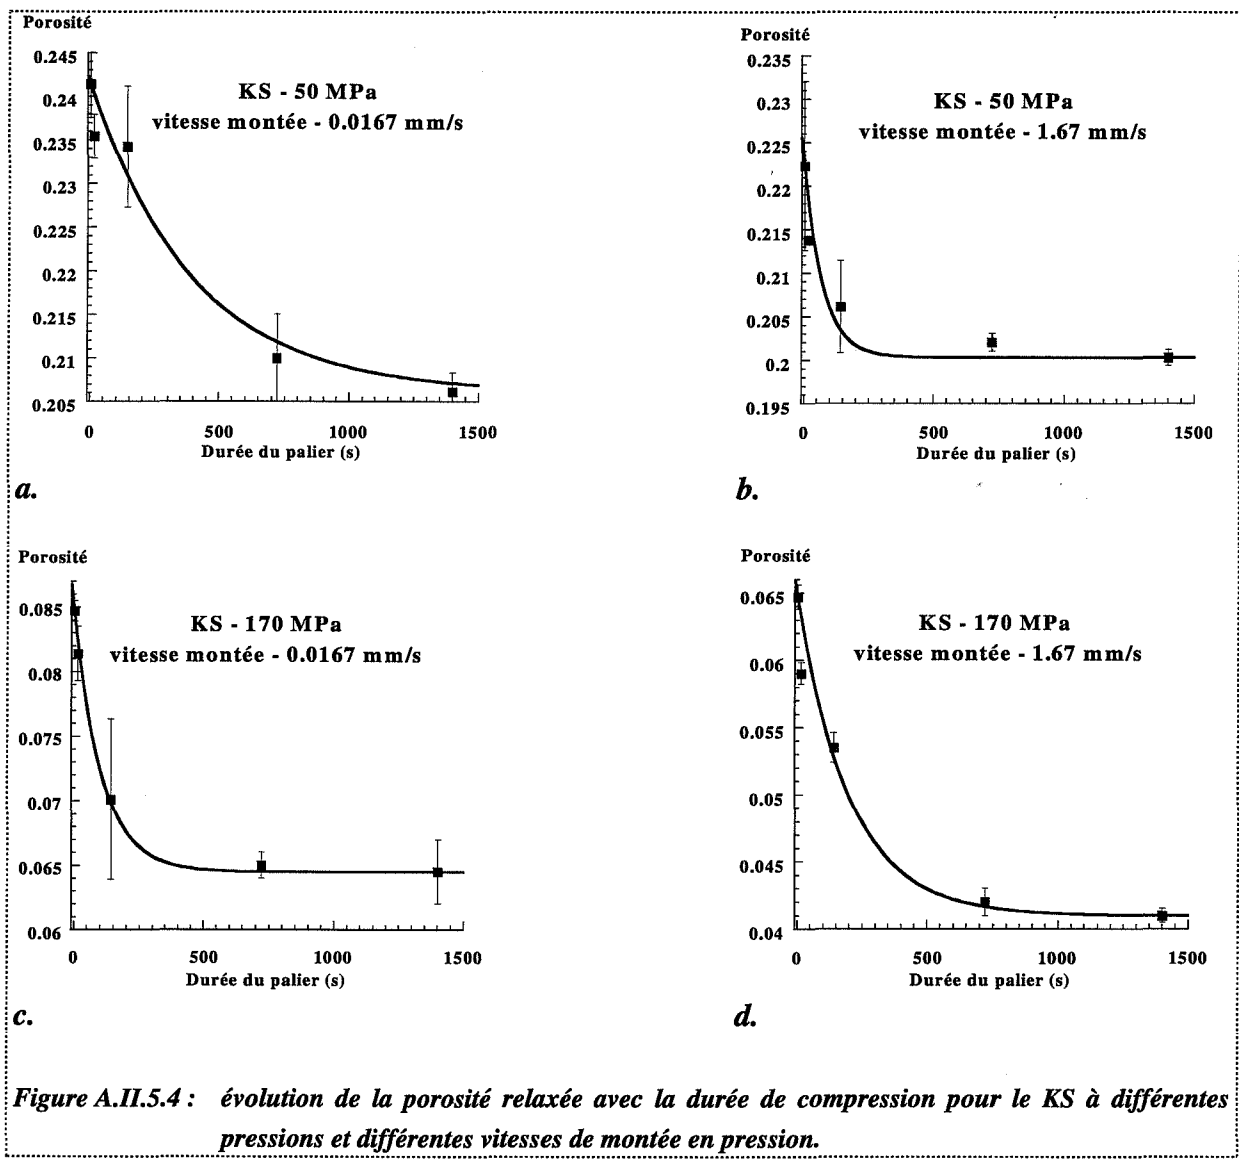 Porosité
0.245
0.24
0.235
0.23
0.225
0.22
0.215
0.21
0.205
KS - 50 MPa
vitesse montée - 0.0167 mm/s
0 500 1000 1500
Durée du palier (s)
a.
Porosité
0.235
0.23
0.225
0.22
0.215
0.21
0.205
0.2
0.195
KS - 50 MPa
vitesse montée - 1.67 mm/s
0 500 1000 1500
Durée du palier (s)
b.
Porosité
0.085
0.08
0.075
0.07
0.065
0.06
KS - 170 MPa
vitesse montée - 0.0167 mm/s
0 500 1000 1500
Durée du palier (s)
c.
Porosité
0.065
0.06
0.055
0.05
0.045
0.04
KS - 170 MPa
vitesse montée - 1.67 mm/s
0 500 1000 1500
Durée du palier (s)
d.
Figure A.II.5.4 : évolution de la porosité relaxée avec la durée de compression pour le KS à différentes
pressions et différentes vitesses de montée en pression.